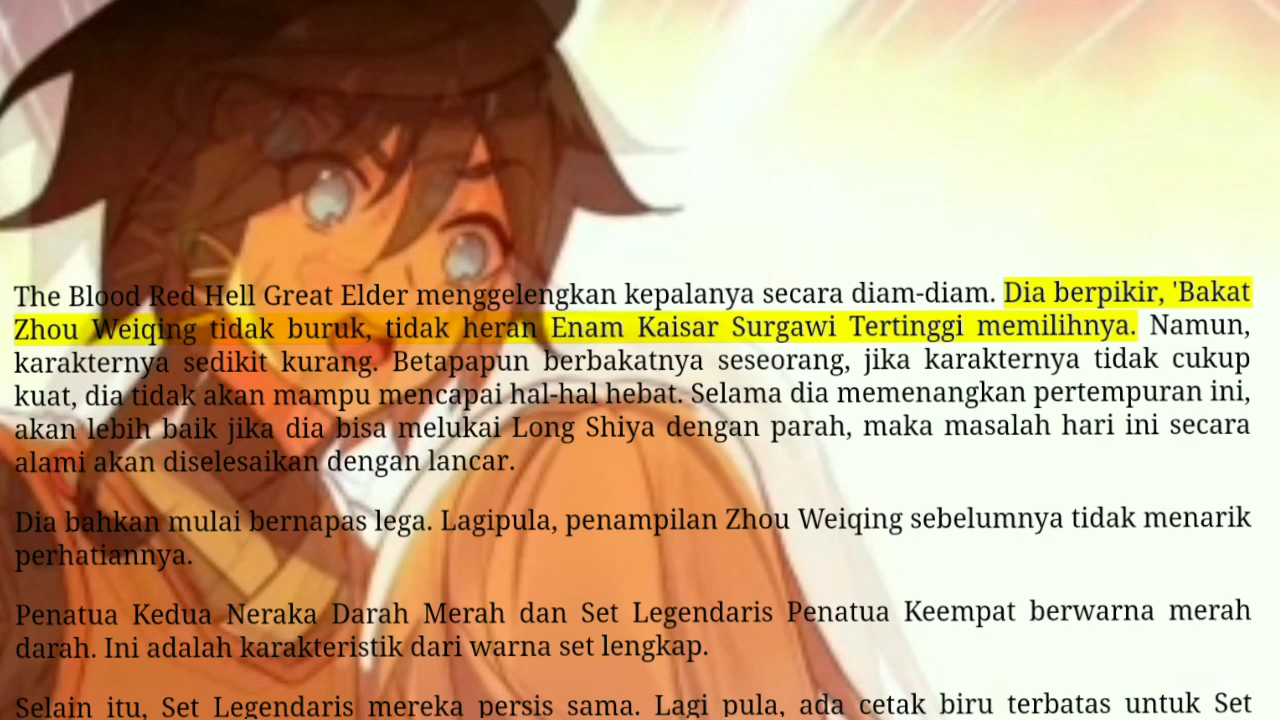 The Blood Red Hell Great Elder menggelengkan kepalanya secara diam-diam. Dia berpikir, 'Bakat
Zhou Weiqing tidak buruk, tidak heran Enam Kaisar Surgawi Tertinggi memilihnya. Namun,
karakternya sedikit kurang. Betapapun berbakatnya seseorang, jika karakternya tidak cukup
kuat, dia tidak akan mampu mencapai hal-hal hebat. Selama dia memenangkan pertempuran ini,
akan lebih baik jika dia bisa melukai Long Shiya dengan parah, maka masalah hari ini secara
alami akan diselesaikan dengan lancar.
Dia bahkan mulai bernapas lega. Lagipula, penampilan Zhou Weiqing sebelumnya tidak menarik
perhatiannya.
Penatua Kedua Neraka Darah Merah dan Set Legendaris Penatua Keempat berwarna merah
darah. Ini adalah karakteristik dari warna set lengkap.
Selain itu, Set Legendaris mereka persis sama. Lagi pula, ada cetak biru terbatas untuk Set